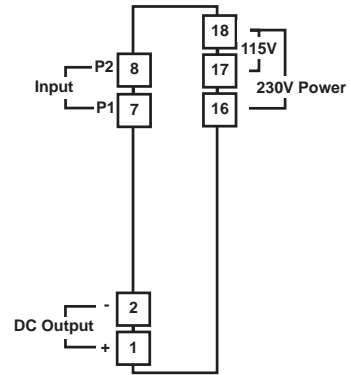 18
115V
P2 8
17
Input
230V Power
P1 7
16
- 2
DC Output
+ 1